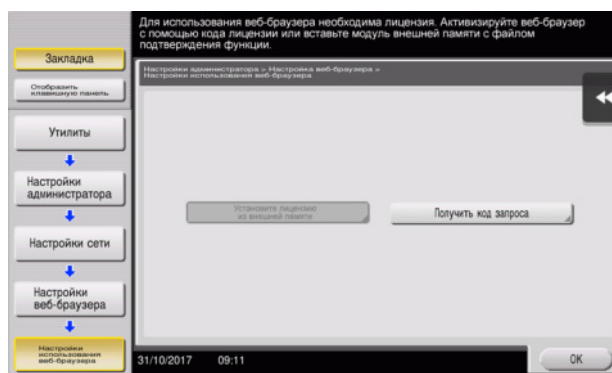 Для использования веб-браузера необходима лицензия. Активизируйте веб-браузер
с помощью кода лицензии или вставьте модуль внешней памяти с файлом
подтверждения функции.
Закладка
Отобразить
клавишную панель
Утилиты
Настройки
администратора
Настройки сети
Настройки
веб-браузера
Настройки
использования
веб-браузера
Настройки администратора > Настройка веб-браузера >
Настройки использования веб-браузера
Установите лицензию
из внешней памяти
Получить код запроса
31/10/2017 09:11
OK